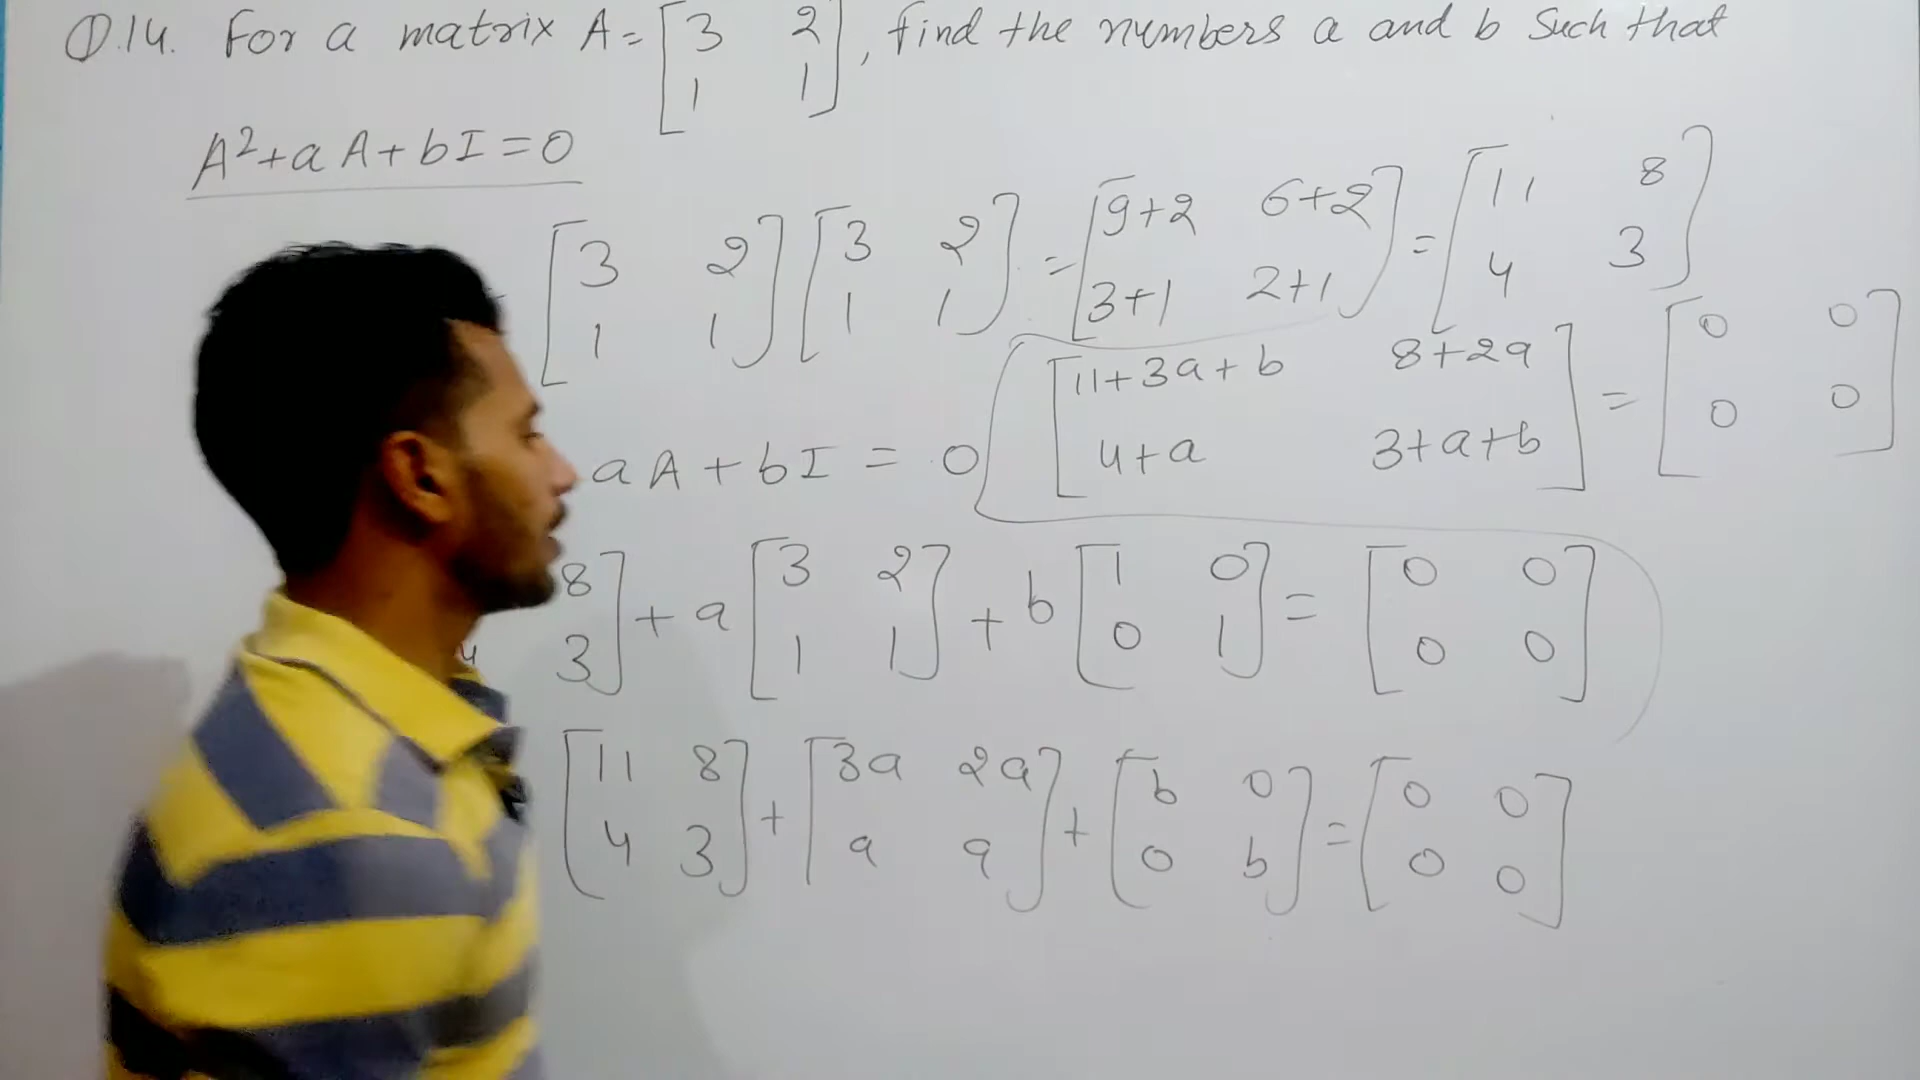 Q.14. For a matrix A = [3 2; 1 1], find the numbers a and b such that
A²+aA+bI=0
[3 2; 1 1] [3 2; 1 1] = [9+2 6+2; 3+1 2+1] = [11 8; 4 3]
[11+3a+b 8+2a; 4+a 3+a+b] = [0 0; 0 0]
aA+bI = 0
8; 4 3] + a [3 2; 1 1] + b [1 0; 0 1] = [0 0; 0 0]
[11 8; 4 3] + [3a 2a; a a] + [b 0; 0 b] = [0 0; 0 0]